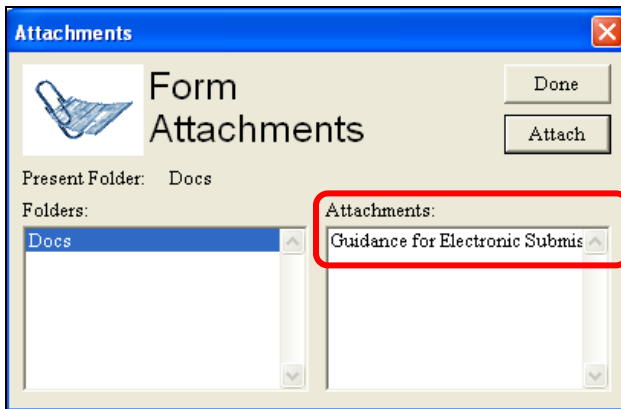 Attachments
Form
Attachments
Done
Attach
Present Folder: Docs
Folders:
Attachments:
Docs
Guidance for Electronic Submis